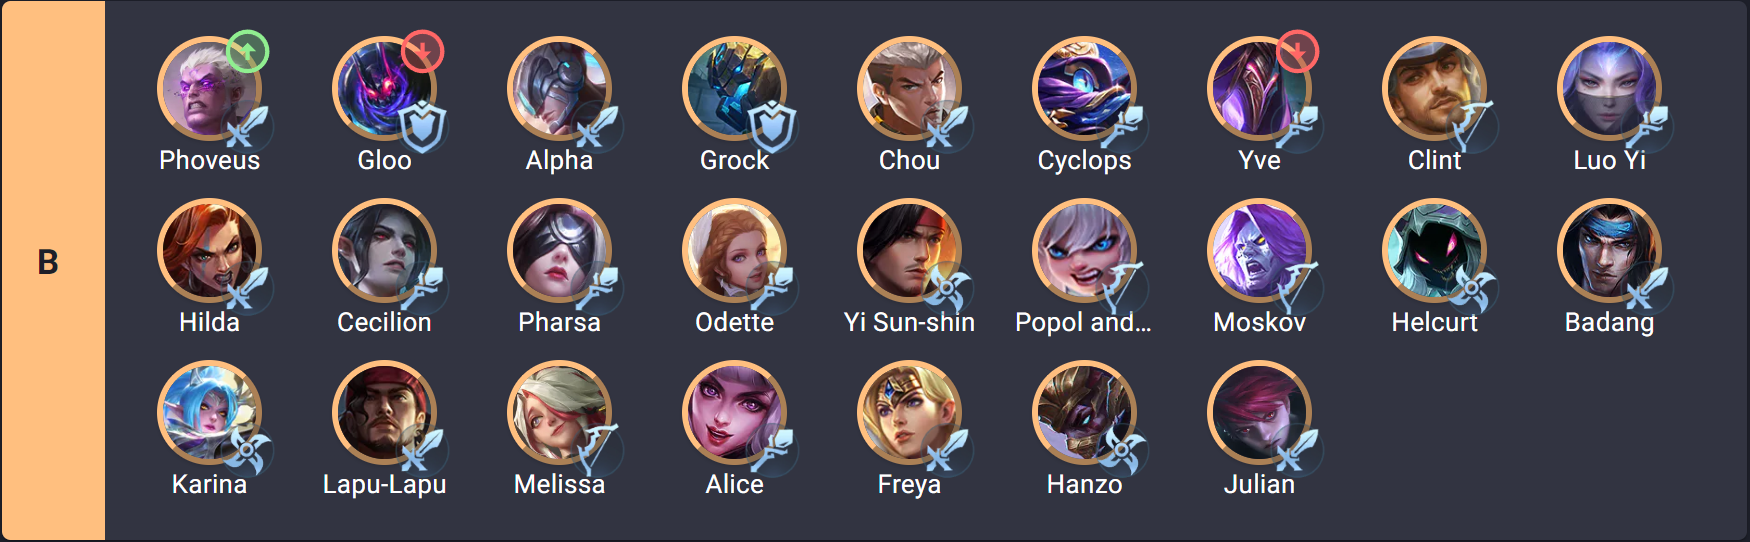 B
Phoveus Gloo Alpha Grock Chou Cyclops Yve Clint Luo Yi
Hilda Cecilion Pharsa Odette Yi Sun-shin Popol and... Moskov Helcurt Badang
Karina Lapu-Lapu Melissa Alice Freya Hanzo Julian